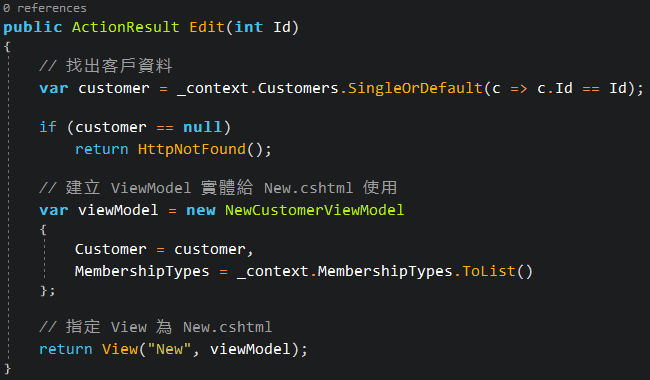 0 references
public ActionResult Edit(int Id)
{
    // 找出客戶資料
    var customer = _context.Customers.SingleOrDefault(c => c.Id == Id);

    if (customer == null)
        return HttpNotFound();

    // 建立 ViewModel 實體給 New.cshtml 使用
    var viewModel = new NewCustomerViewModel
    {
        Customer = customer,
        MembershipTypes = _context.MembershipTypes.ToList()
    };

    // 指定 View 為 New.cshtml
    return View("New", viewModel);
}